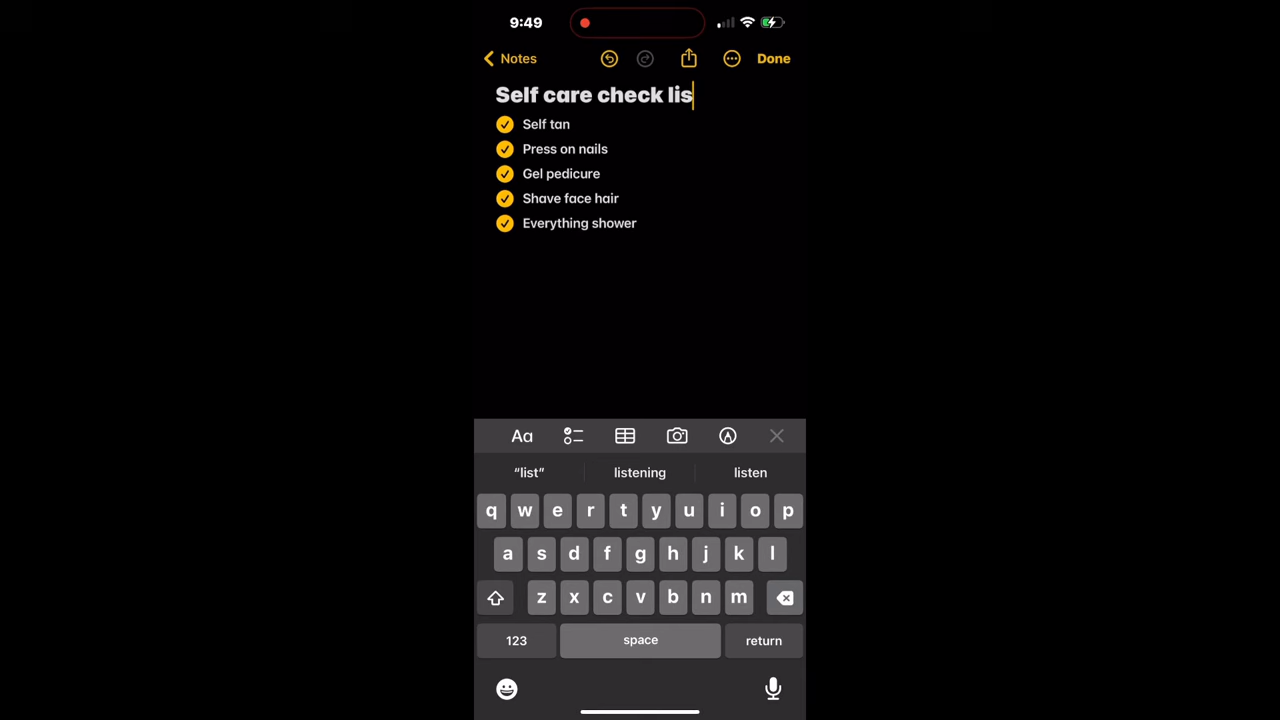 9:49
Notes
Done
Self care check lis
Self tan
Press on nails
Gel pedicure
Shave face hair
Everything shower
Aa
“list” listening listen
q w e r t y u i o p
a s d f g h j k l
z x c v b n m
123 space return